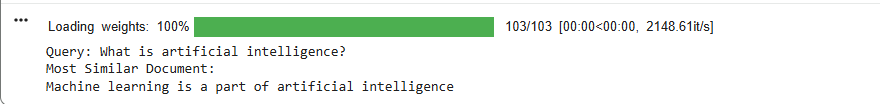 Loading weights: 100% 103/103 [00:00<00:00, 2148.61it/s]
Query: What is artificial intelligence?
Most Similar Document:
Machine learning is a part of artificial intelligence